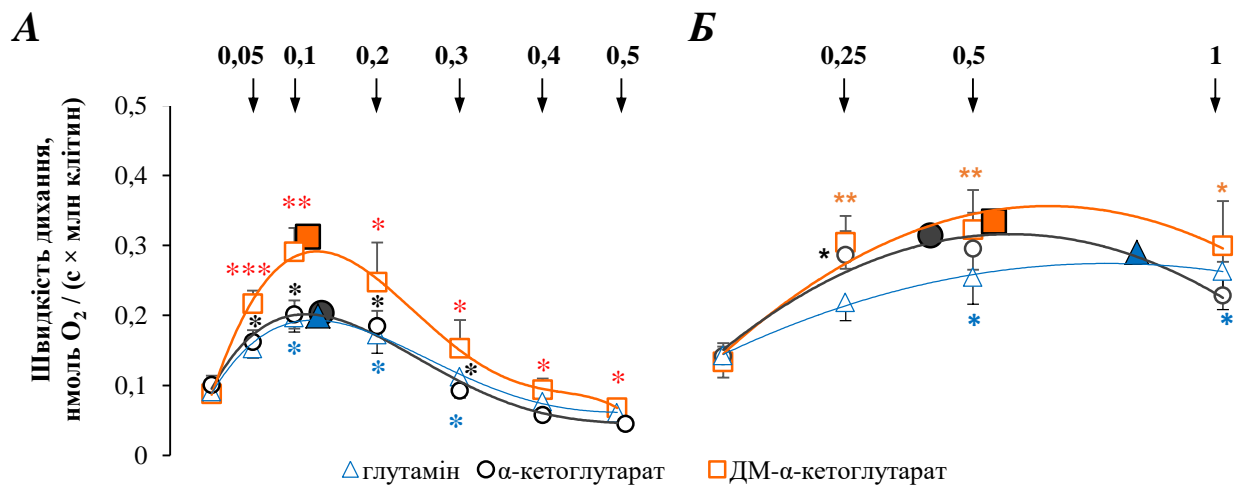 А Б
0,05 0,1 0,2 0,3 0,4 0,5 0,25 0,5 1
Швидкість дихання,
нмоль O₂ / (с × млн клітин)
0,5
0,4
0,3
0,2
0,1
0
*** ** * * * *
* * * *
* * *
** ** *
*
* *
глутамін α-кетоглутарат ДМ-α-кетоглутарат